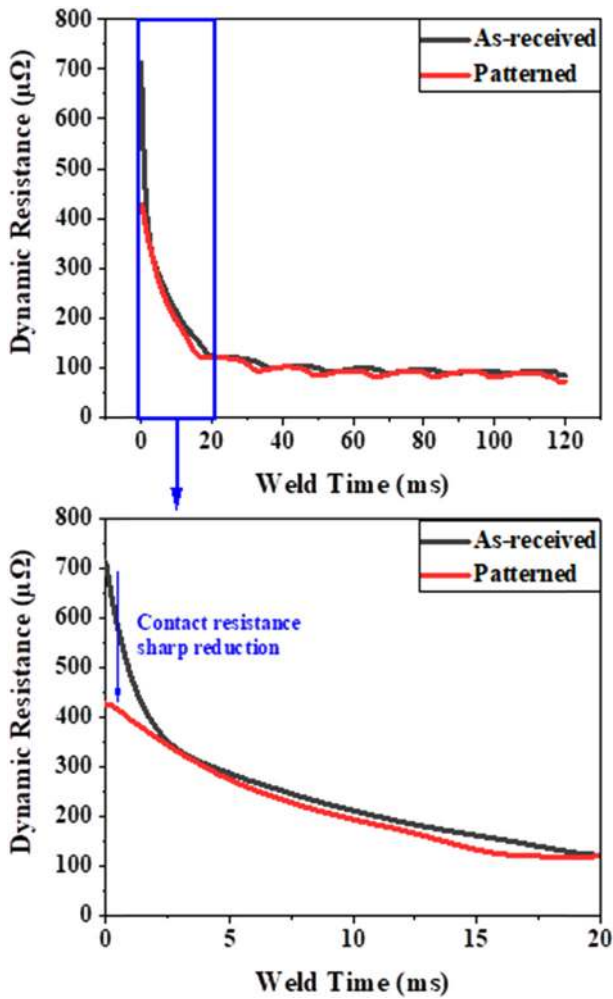 800
700
600
500
400
300
200
100
0
Dynamic Resistance (μΩ)
As-received
Patterned
0 20 40 60 80 100 120
Weld Time (ms)
800
700
600
500
400
300
200
100
0
Dynamic Resistance (μΩ)
As-received
Patterned
Contact resistance
sharp reduction
0 5 10 15 20
Weld Time (ms)